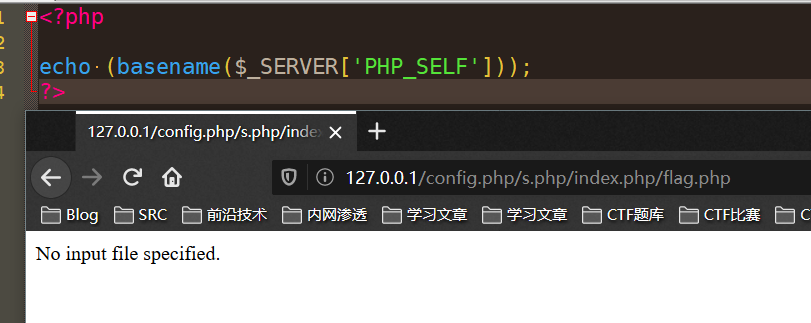 1 <?php
2
3 echo (basename($_SERVER['PHP_SELF']));
4 ?>
127.0.0.1/config.php/s.php/inde
127.0.0.1/config.php/s.php/index.php/flag.php
Blog SRC 前沿技术 内网渗透 学习文章 学习文章 CTF题库 CTF比赛 C
No input file specified.